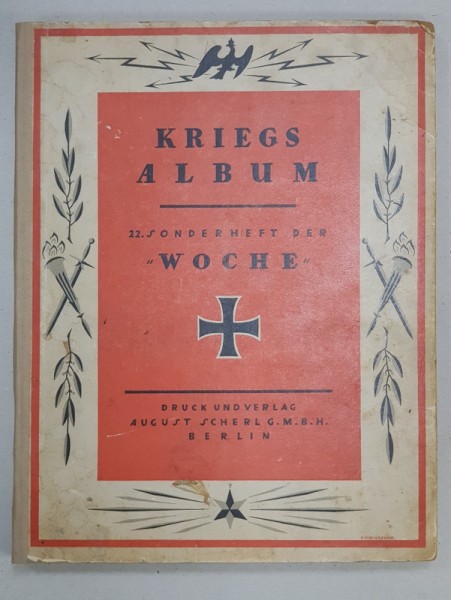 KRIEGS
ALBUM
22. SONDERHEFT DER
"WOCHE"
DRUCK UND VERLAG
AUGUST SCHERL G.M.B.H.
BERLIN